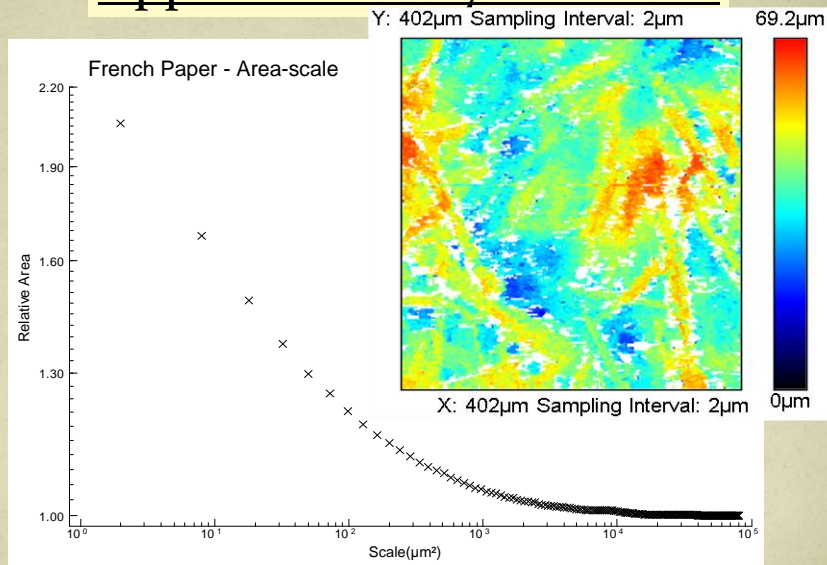 Y: 402µm Sampling Interval: 2µm
69.2µm
French Paper - Area-scale
2.20
1.90
1.60
1.30
1.00
Relative Area
X: 402µm Sampling Interval: 2µm
0µm
10⁰ 10¹ 10² 10³ 10⁴ 10⁵
Scale(µm²)